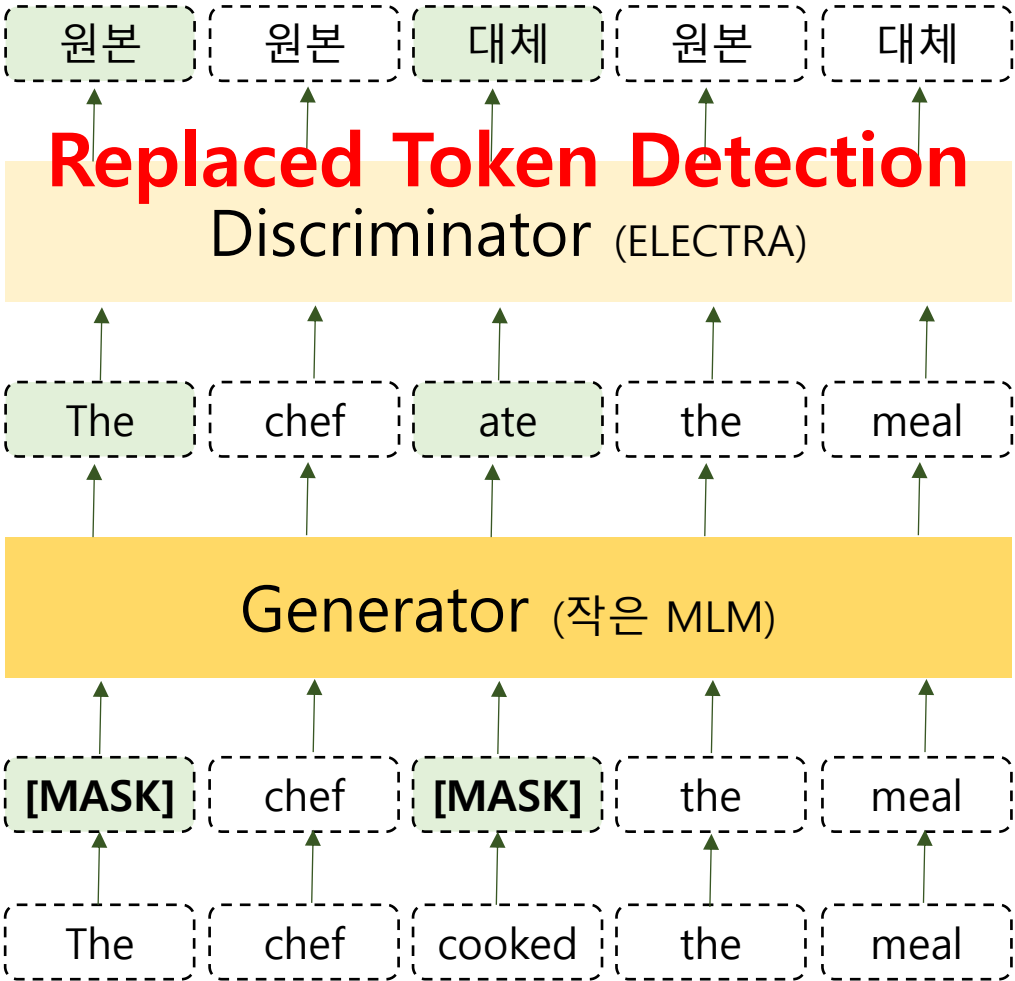 원본 원본 대체 원본 대체
Replaced Token Detection
Discriminator (ELECTRA)
The chef ate the meal
Generator (작은 MLM)
[MASK] chef [MASK] the meal
The chef cooked the meal